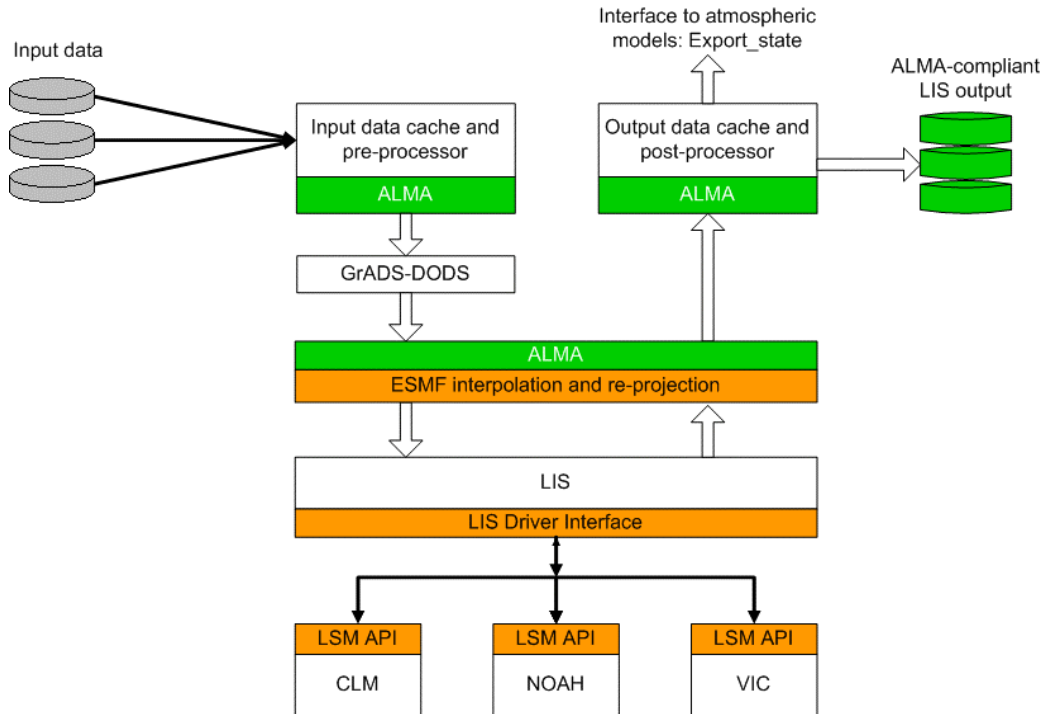 Input data
Interface to atmospheric
models: Export_state
ALMA-compliant
LIS output
Input data cache and
pre-processor
ALMA
Output data cache and
post-processor
ALMA
GrADS-DODS
ALMA
ESMF interpolation and re-projection
LIS
LIS Driver Interface
LSM API
CLM
LSM API
NOAH
LSM API
VIC